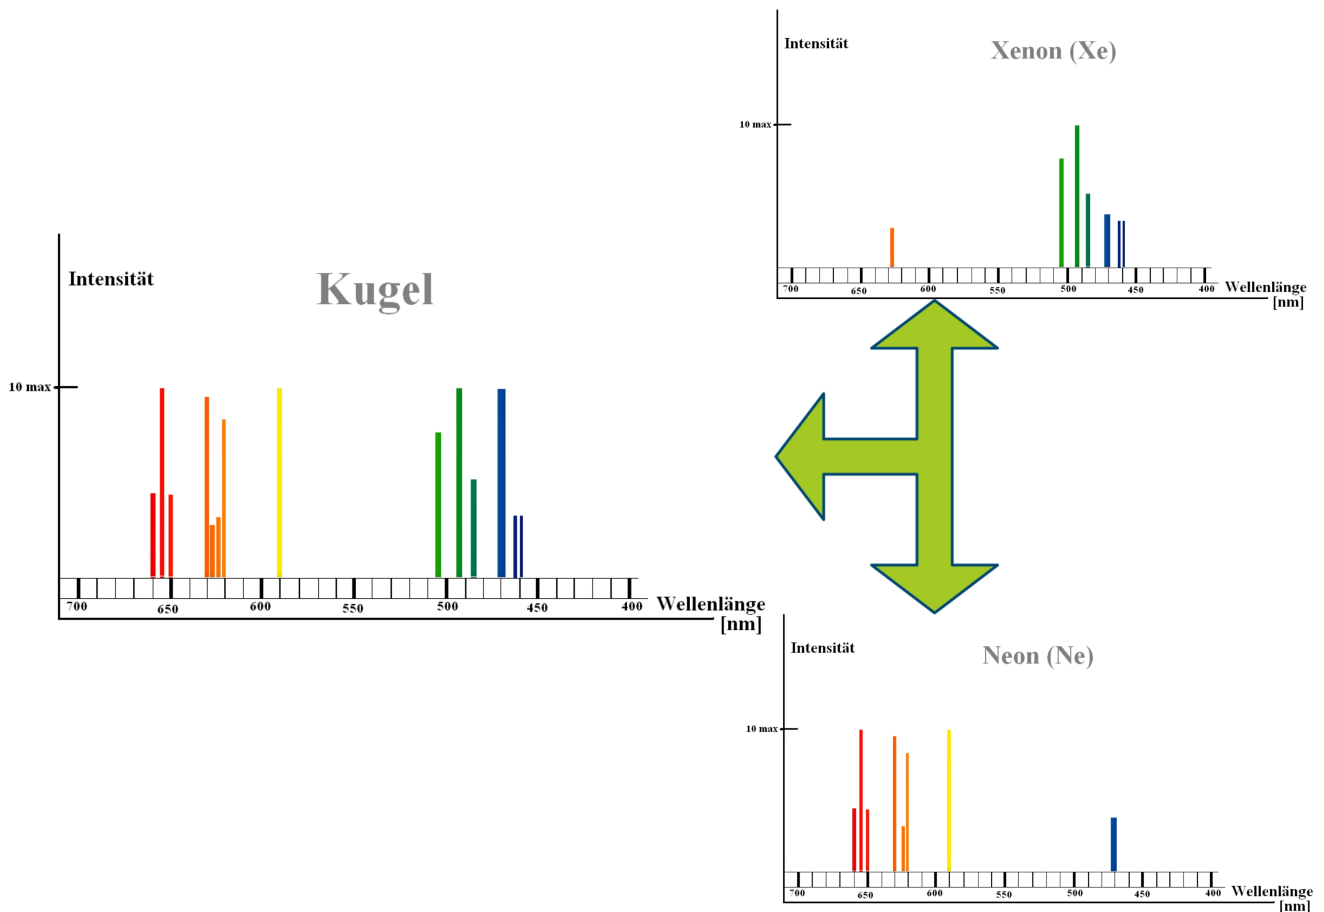 Intensität
Xenon (Xe)
10 max
700 650 600 550 500 450 400
Wellenlänge
[nm]
Intensität
Kugel
10 max
700 650 600 550 500 450 400
Wellenlänge
[nm]
Intensität
Neon (Ne)
10 max
700 650 600 550 500 450 400
Wellenlänge
[nm]